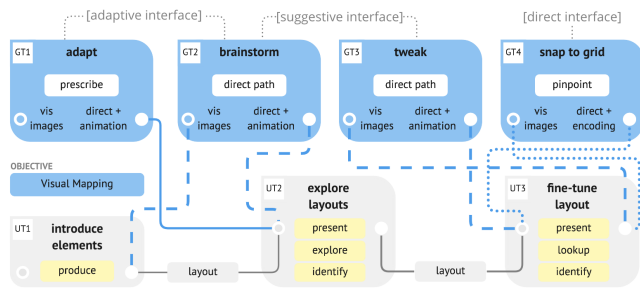 [adaptive interface]
[suggestive interface]
[direct interface]
GT1
adapt
prescribe
vis
images
direct +
animation
GT2
brainstorm
direct path
vis
images
direct +
animation
GT3
tweak
direct path
vis
images
direct +
animation
GT4
snap to grid
pinpoint
vis
images
direct +
encoding
OBJECTIVE
Visual Mapping
UT1
introduce
elements
produce
layout
UT2
explore
layouts
present
explore
identify
layout
UT3
fine-tune
layout
present
lookup
identify